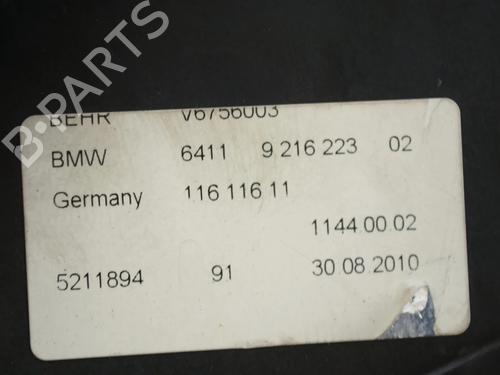 BEHR V6756003
BMW 6411 9 216 223 02
Germany 116 116 11
1144.00.02
5211894 91 30 08 2010
B-PARTS